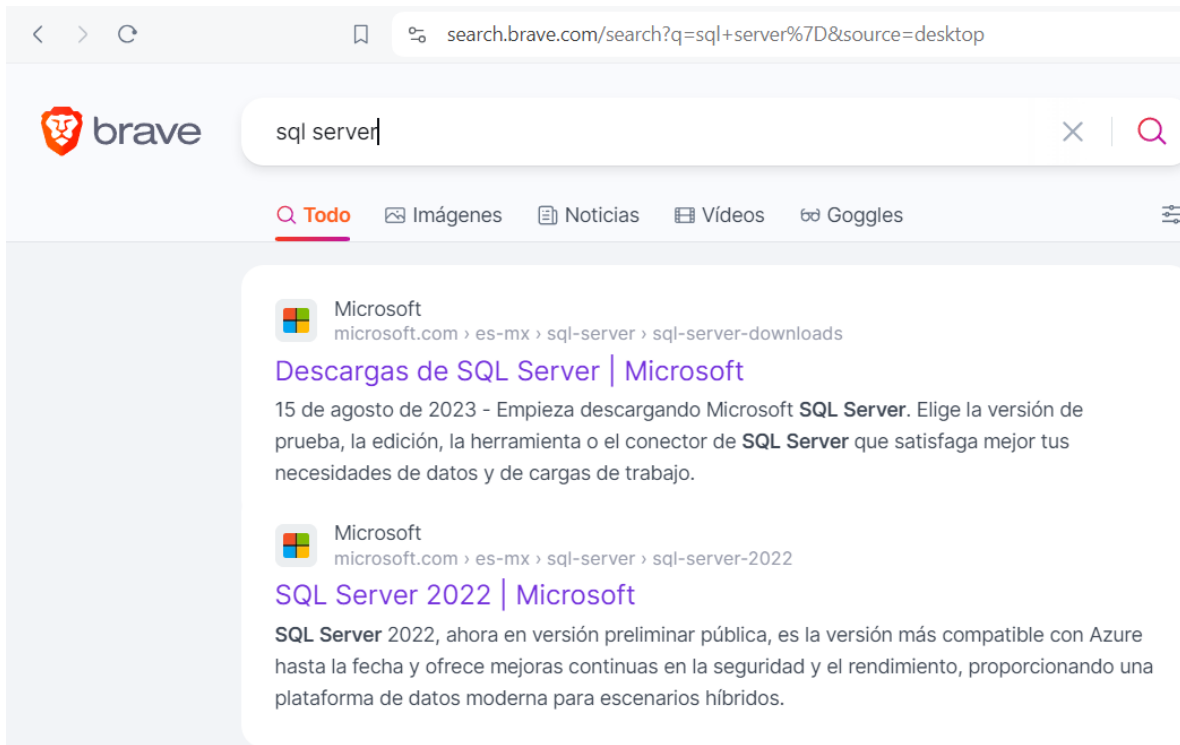 search.brave.com/search?q=sql+server%7D&source=desktop
brave
sql server
Todo Imágenes Noticias Vídeos Goggles
Microsoft
microsoft.com › es-mx › sql-server › sql-server-downloads
Descargas de SQL Server | Microsoft
15 de agosto de 2023 - Empieza descargando Microsoft SQL Server. Elige la versión de
prueba, la edición, la herramienta o el conector de SQL Server que satisfaga mejor tus
necesidades de datos y de cargas de trabajo.
Microsoft
microsoft.com › es-mx › sql-server › sql-server-2022
SQL Server 2022 | Microsoft
SQL Server 2022, ahora en versión preliminar pública, es la versión más compatible con Azure
hasta la fecha y ofrece mejoras continuas en la seguridad y el rendimiento, proporcionando una
plataforma de datos moderna para escenarios híbridos.